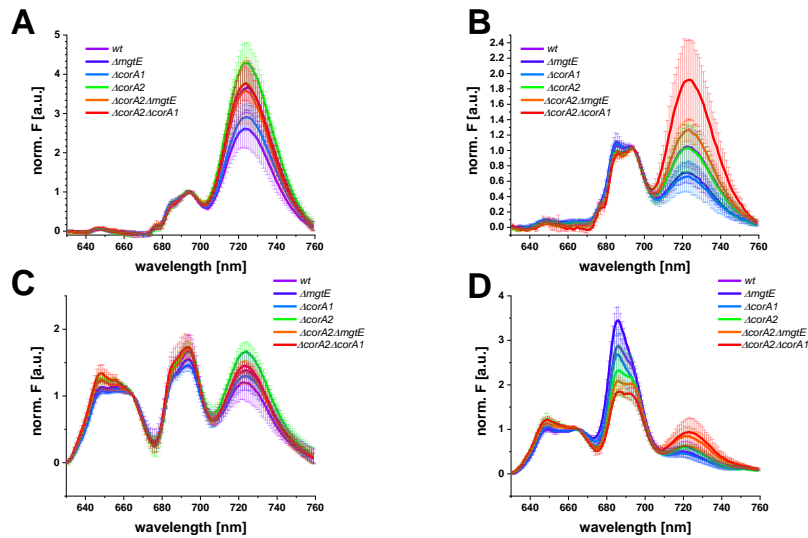 A
wt
ΔmgtE
ΔcorA1
ΔcorA2
ΔcorA2ΔmgtE
ΔcorA2ΔcorA1
norm. F [a.u.]
5
4
3
2
1
0
640 660 680 700 720 740 760
wavelength [nm]
B
wt
ΔmgtE
ΔcorA1
ΔcorA2
ΔcorA2ΔmgtE
ΔcorA2ΔcorA1
norm. F [a.u.]
2.4
2.2
2.0
1.8
1.6
1.4
1.2
1.0
0.8
0.6
0.4
0.2
0.0
640 660 680 700 720 740 760
wavelength [nm]
C
wt
ΔmgtE
ΔcorA1
ΔcorA2
ΔcorA2ΔmgtE
ΔcorA2ΔcorA1
norm. F [a.u.]
2
1
0
640 660 680 700 720 740 760
wavelength [nm]
D
wt
ΔmgtE
ΔcorA1
ΔcorA2
ΔcorA2ΔmgtE
ΔcorA2ΔcorA1
norm. F [a.u.]
4
3
2
1
0
640 660 680 700 720 740 760
wavelength [nm]